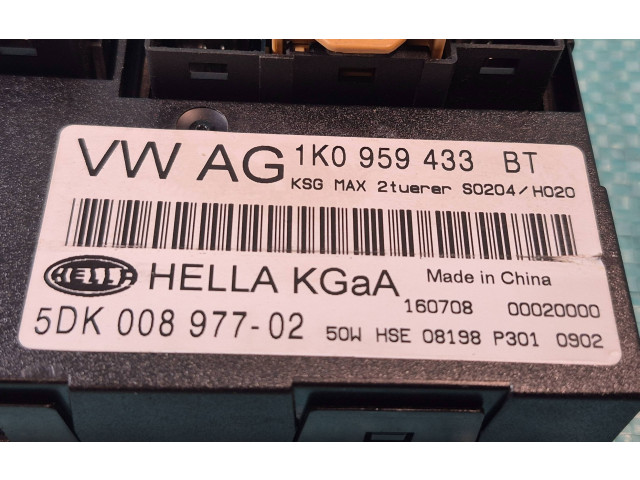 VW AG 1K0 959 433 BT
KSG MAX 2tuerer S0204/H020
HELLA HELLA KGaA Made in China
160708 00020000
5DK 008 977-02 50W HSE 08198 P301 0902